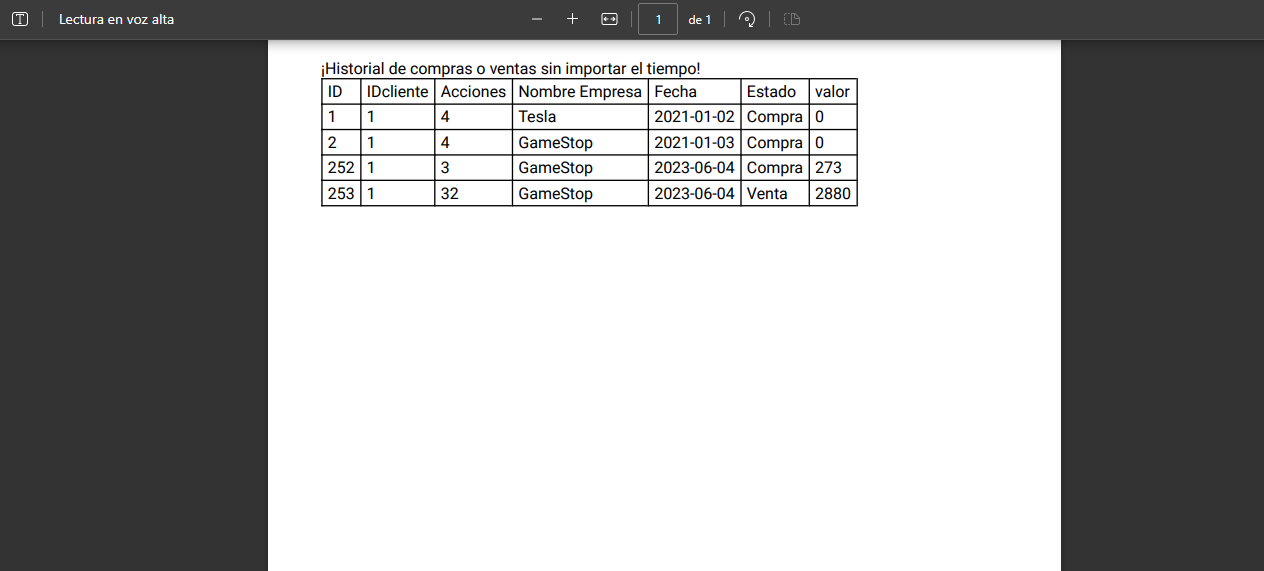 Lectura en voz alta 1 de 1
¡Historial de compras o ventas sin importar el tiempo!
ID IDcliente Acciones Nombre Empresa Fecha Estado valor
1 1 4 Tesla 2021-01-02 Compra 0
2 1 4 GameStop 2021-01-03 Compra 0
252 1 3 GameStop 2023-06-04 Compra 273
253 1 32 GameStop 2023-06-04 Venta 2880